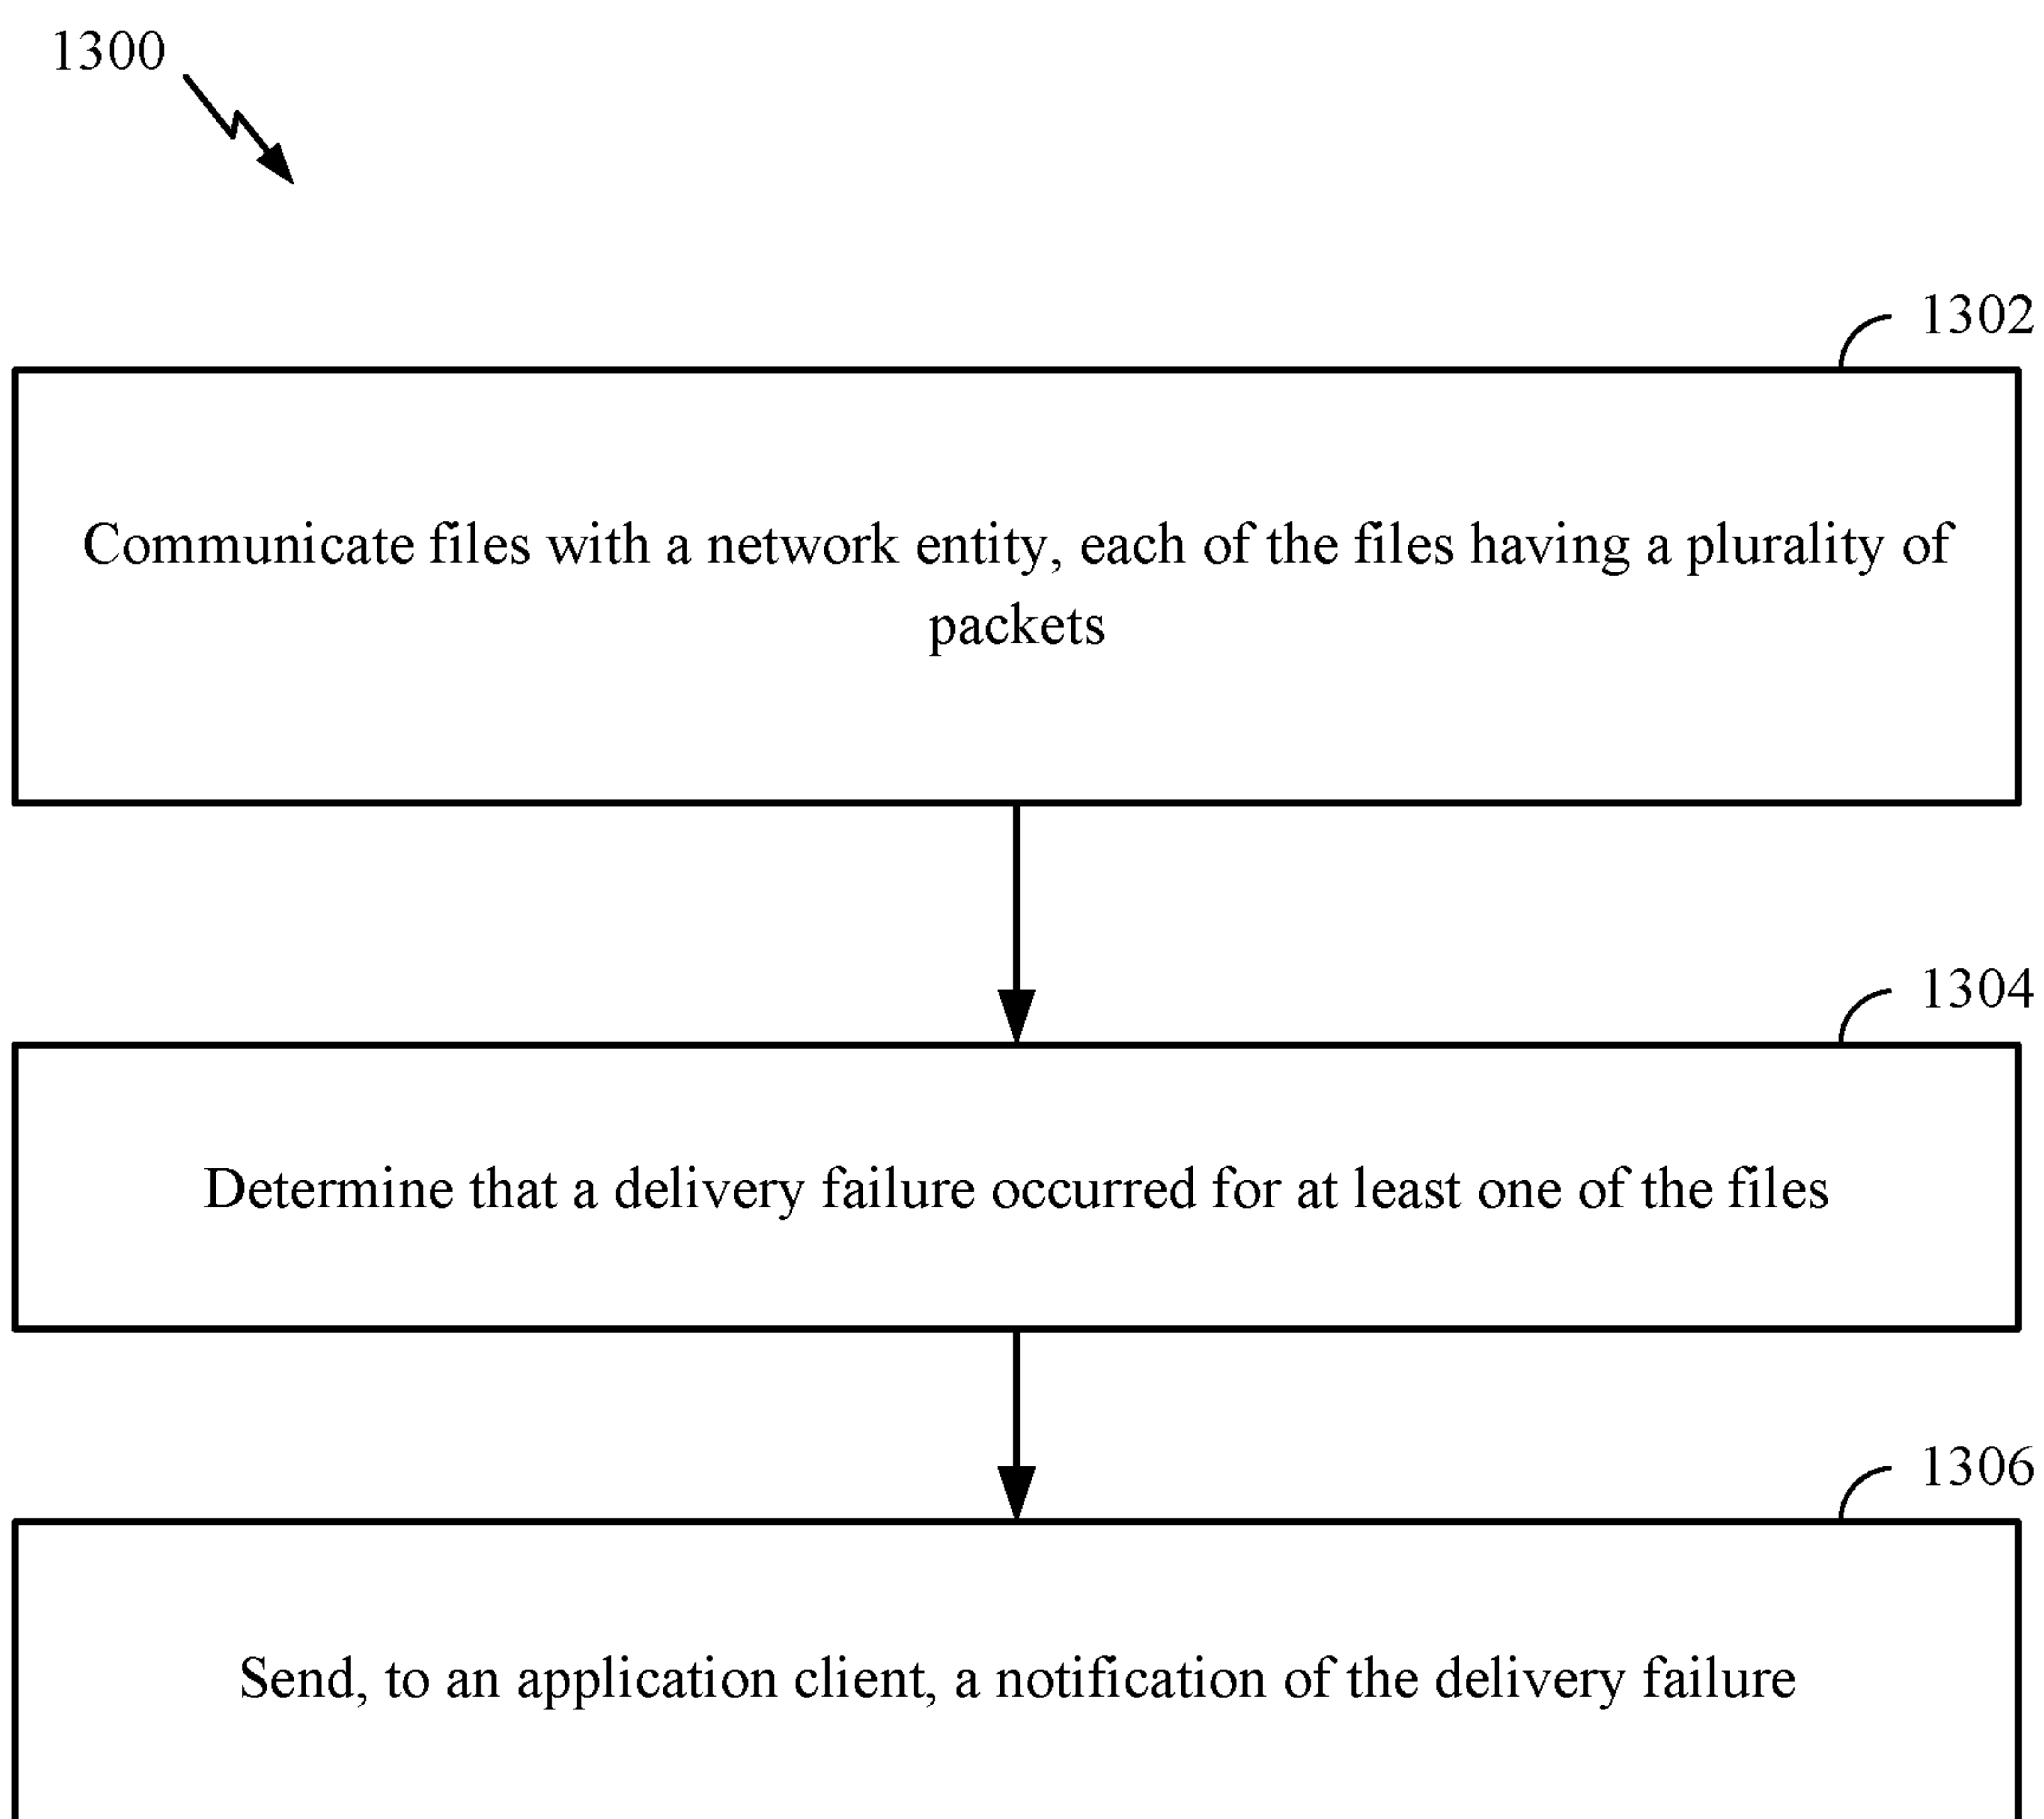 1300
1302
Communicate files with a network entity, each of the files having a plurality of
packets
1304
Determine that a delivery failure occurred for at least one of the files
1306
Send, to an application client, a notification of the delivery failure